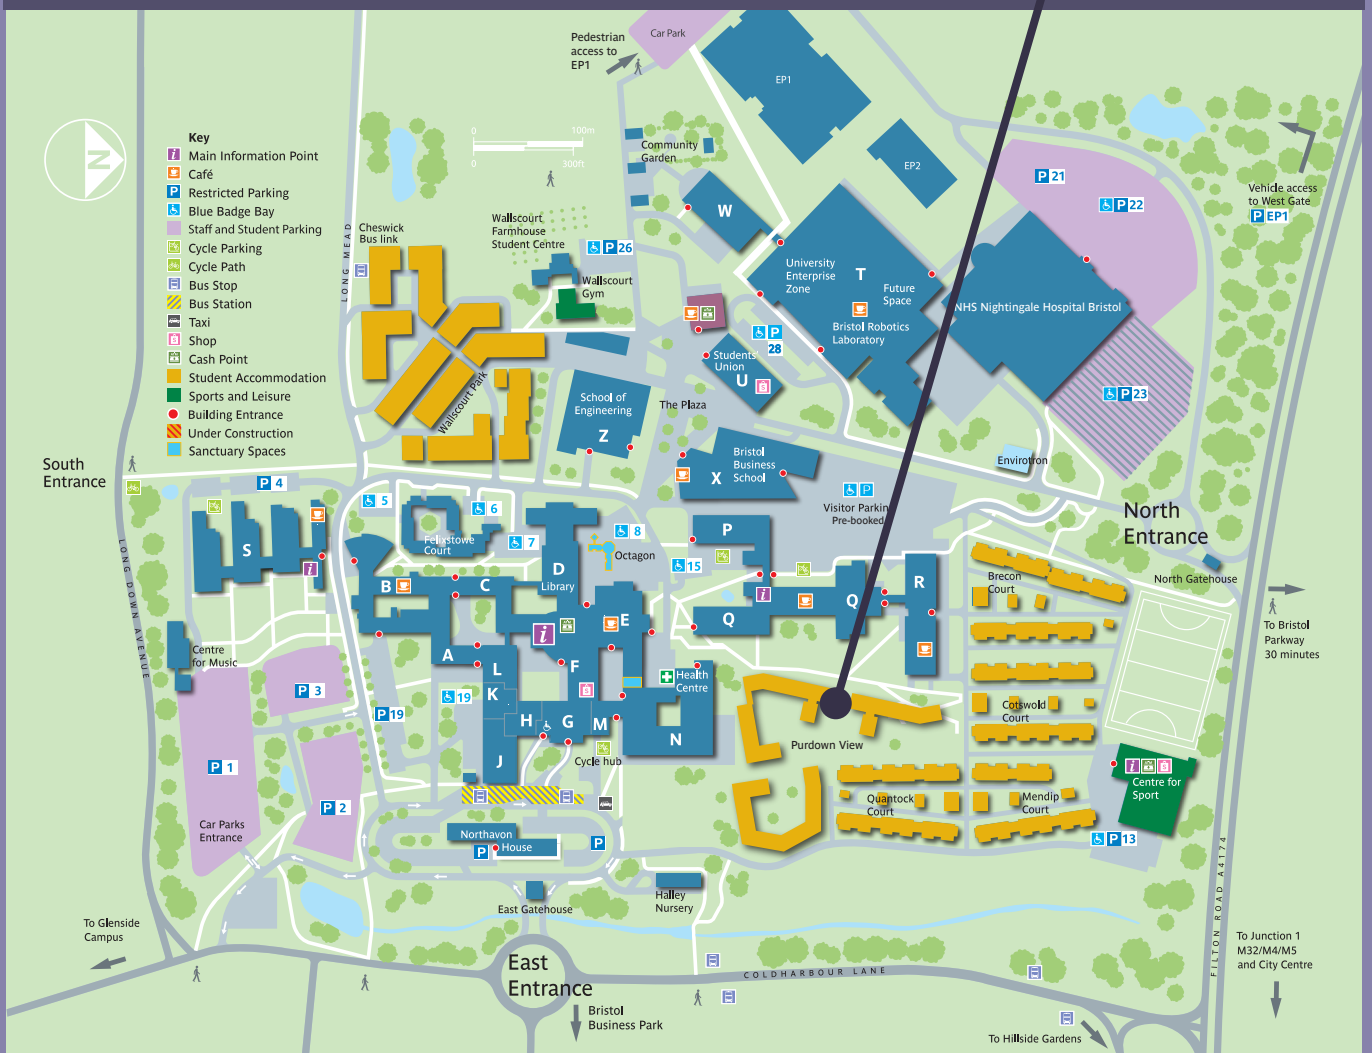 Car Park
Pedestrian
access to
EP1
EP1
EP2
Key
Main Information Point
Café
Restricted Parking
Blue Badge Bay
Staff and Student Parking
Cycle Parking
Cycle Path
Bus Stop
Bus Station
Taxi
Shop
Cash Point
Student Accommodation
Sports and Leisure
Building Entrance
Under Construction
Sanctuary Spaces
N
0 100m
0 300ft
Community
Garden
P 21
P 22
Vehicle access
to West Gate
P EP1
W
Wallscourt
Farmhouse
Student Centre
P 26
Cheswick
Bus link
LONG MEAD
Wallscourt
Gym
University
Enterprise
Zone
T
Future
Space
Bristol Robotics
Laboratory
NHS Nightingale Hospital Bristol
P
28
Students'
Union
U
P 23
Wallscourt Park
School of
Engineering
Z
The Plaza
Bristol
Business
School
X
Envirotron
South
Entrance
P 4
5
6
7
8
P
Visitor Parking
Pre-booked
North
Entrance
North Gatehouse
S
Felixstowe
Court
D
Library
Octagon
15
P
R
Brecon
Court
To Bristol
Parkway
30 minutes
LONG DOWN AVENUE
B
C
E
Q
Q
Centre
for Music
A
L
F
K
Health
Centre
P 3
19
P 19
H
G
M
N
J
Cycle hub
Purdown View
Cotswold
Court
P 1
P 2
Quantock
Court
Mendip
Court
Centre for
Sport
P 13
Car Parks
Entrance
Northavon
House
P
P
East Gatehouse
Halley
Nursery
To Glenside
Campus
East
Entrance
COLDHARBOUR LANE
FILTON ROAD A4174
To Junction 1
M32/M4/M5
and City Centre
Bristol
Business Park
To Hillside Gardens